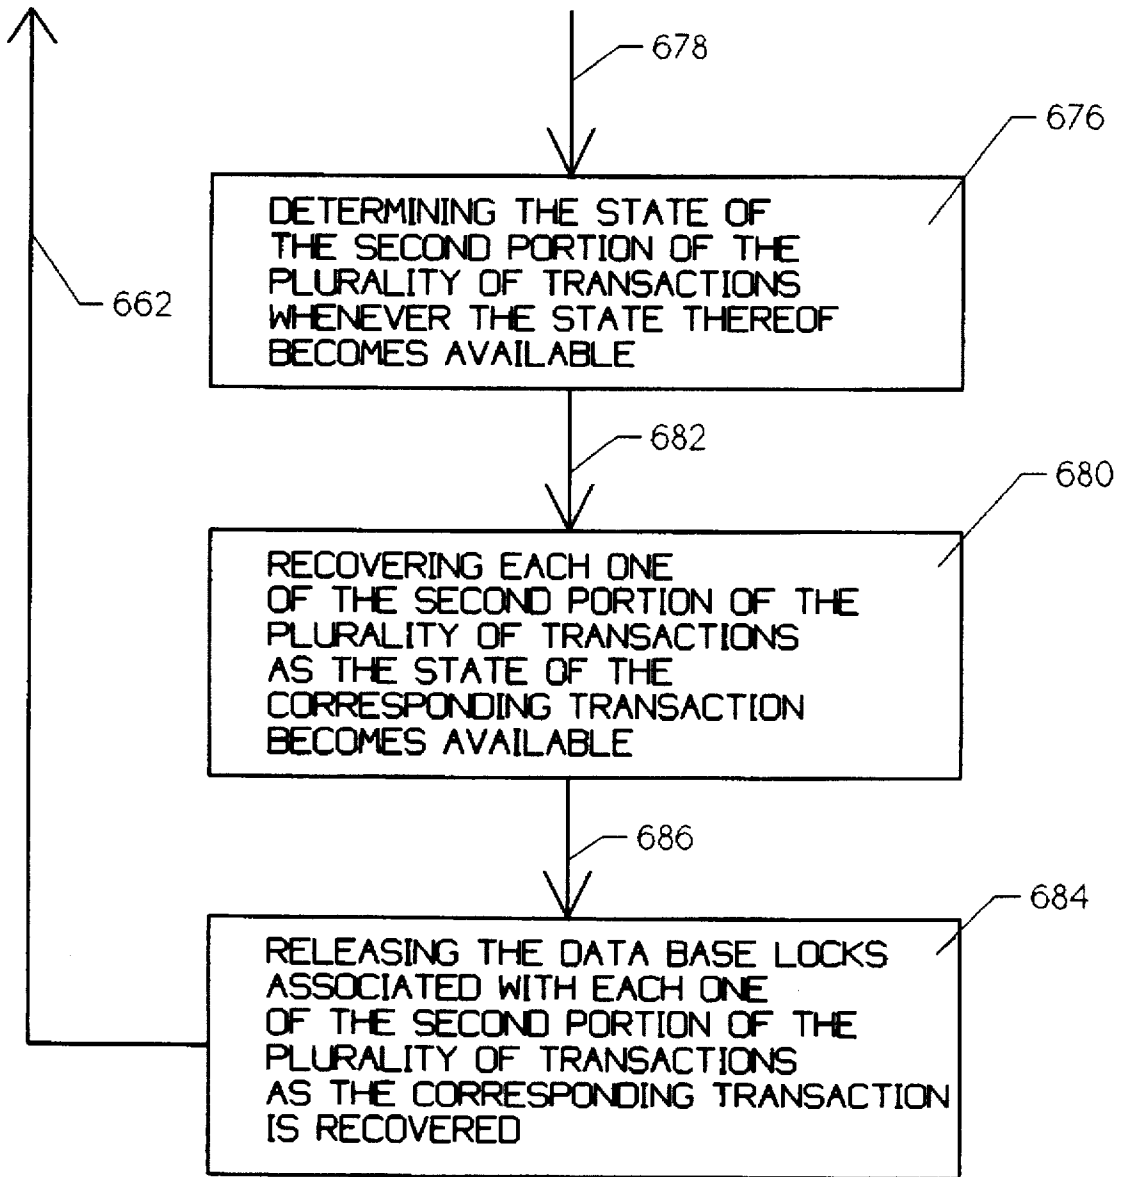 678
676
DETERMINING THE STATE OF
THE SECOND PORTION OF THE
PLURALITY OF TRANSACTIONS
WHENEVER THE STATE THEREOF
BECOMES AVAILABLE
662
682
680
RECOVERING EACH ONE
OF THE SECOND PORTION OF THE
PLURALITY OF TRANSACTIONS
AS THE STATE OF THE
CORRESPONDING TRANSACTION
BECOMES AVAILABLE
686
684
RELEASING THE DATA BASE LOCKS
ASSOCIATED WITH EACH ONE
OF THE SECOND PORTION OF THE
PLURALITY OF TRANSACTIONS
AS THE CORRESPONDING TRANSACTION
IS RECOVERED